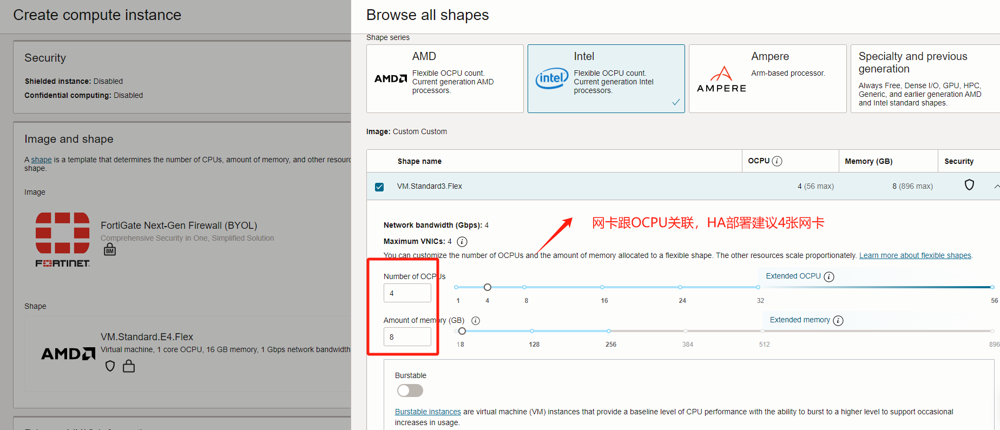 Create compute instance
Security
Shielded instance: Disabled
Confidential computing: Disabled
Image and shape
A shape is a template that determines the number of CPUs, amount of memory, and other
shape.
Image
FortiGate Next-Gen Firewall (BYOL)
Comprehensive Security in One, Simplified Solution
BM
FORTINET
Shape
VM.Standard.E4.Flex
AMD
Virtual machine, 1 core OCPU, 16 GB memory, 1 Gbps network bandwidth
Browse all shapes
Shape series
AMD
AMD
Flexible OCPU count.
Current generation AMD
processors.
Intel
intel
Flexible OCPU count.
Current generation Intel
processors.
Ampere
AMPERE
Arm-based processor.
Specialty and previous
generation
Always Free, Dense I/O, GPU, HPC,
Generic, and earlier generation AMD
and Intel standard shapes.
Image: Custom Custom
Shape name OCPU i Memory (GB) Security
VM.Standard3.Flex 4 (56 max) 8 (896 max)
Network bandwidth (Gbps): 4
网卡跟OCPU关联，HA部署建议4张网卡
Maximum VNICs: 4 i
You can customize the number of OCPUs and the amount of memory allocated to a flexible shape. The other resources scale proportionately. Learn more about flexible shapes.
Number of OCPUs
4
Extended OCPU i
1 4 8 16 24 32 56
Amount of memory (GB) i
8
Extended memory i
18 128 256 384 512 896
Burstable
Burstable instances are virtual machine (VM) instances that provide a baseline level of CPU performance with the ability to burst to a higher level to support occasional
increases in usage.